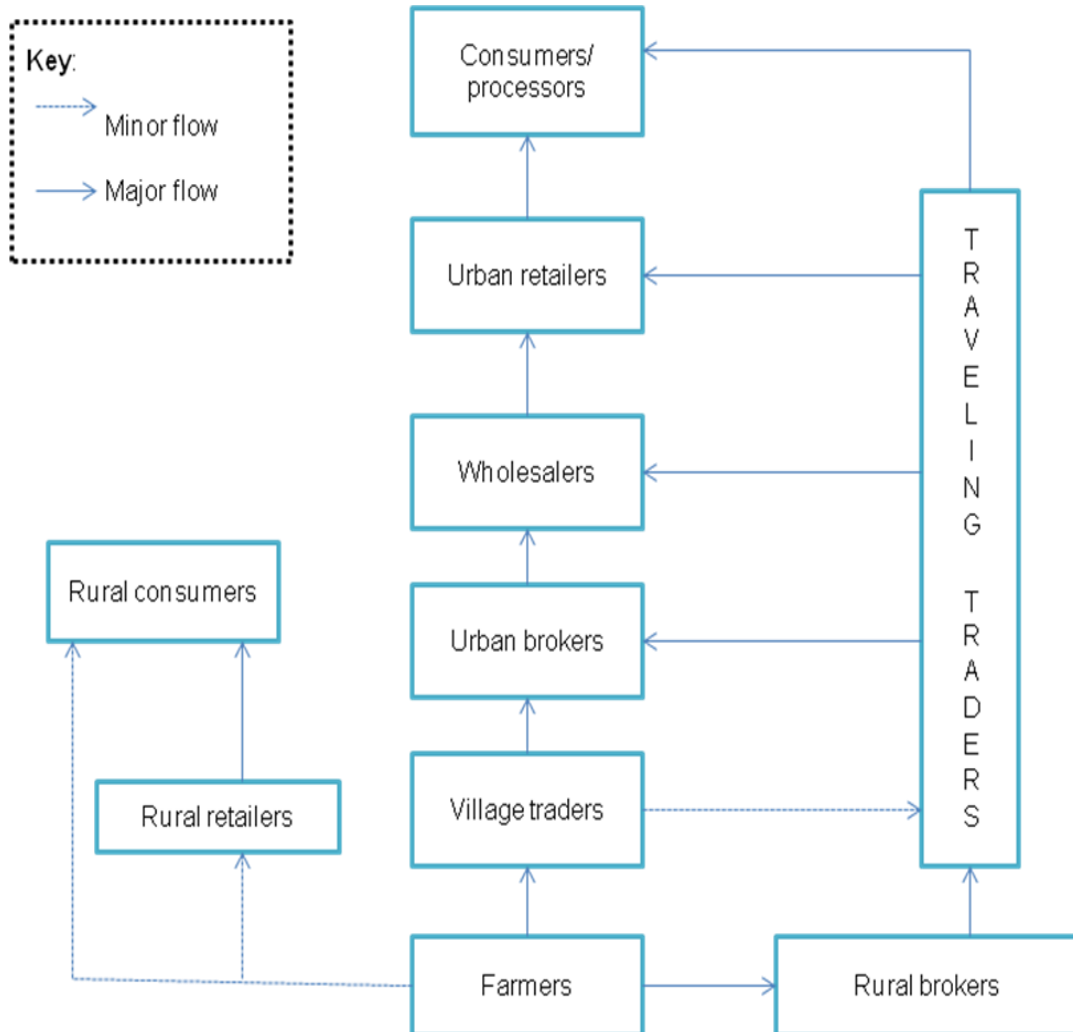 Key:
Minor flow
Major flow
Consumers/
processors
Urban retailers
Wholesalers
Rural consumers
Urban brokers
Rural retailers
Village traders
Farmers
Rural brokers
TRAVELING TRADERS